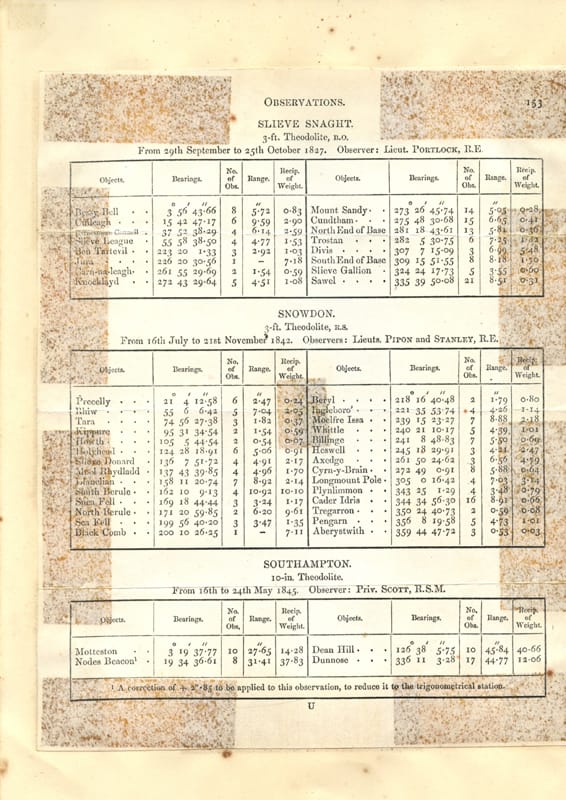 OBSERVATIONS. 153
SLIEVE SNAGHT.
3-ft. Theodolite, R.O.
From 29th September to 25th October 1827. Observer: Lieut. PORTLOCK, R.E.
Objects. Bearings. No. of Obs. Range. Recip. of Weight. Objects. Bearings. No. of Obs. Range. Recip. of Weight.
° ′ ″ ″ ° ′ ″ ″
Bessy Bell 3 56 43·66 8 5·72 0·83 Mount Sandy 273 26 45·74 14 5·05 0·28
Cuileagh 15 42 47·17 6 9·59 2·90 Cundtham 275 48 30·68 15 6·65 0·41
37 52 38·29 4 6·14 2·59 North End of Base 281 18 43·61 13 5·81 0·36
Slieve League 55 58 38·50 4 4·77 1·53 Trostan 282 5 30·75 6 7·25 1·82
Ben Tartevil 223 20 1·33 3 2·92 1·03 Divis 307 7 15·09 3 6·99 5·48
Jura 226 20 30·56 1 – 7·18 South End of Base 309 15 51·55 8 8·18 1·70
Carn-na-leagh 261 55 29·69 2 1·54 0·59 Slieve Gallion 324 24 17·73 5 3·55 0·60
Knocklayd 272 43 29·64 5 4·51 1·08 Sawel 335 39 50·08 21 8·51 0·31
SNOWDON.
3-ft. Theodolite, R.S.
From 16th July to 21st November 1842. Observers: Lieuts. PIPON and STANLEY, R.E.
Objects. Bearings. No. of Obs. Range. Recip. of Weight. Objects. Bearings. No. of Obs. Range. Recip. of Weight.
° ′ ″ ″ ° ′ ″ ″
Precelly 21 4 12·58 6 2·47 0·24 Beryl 218 16 40·48 2 1·79 0·80
Rhiw 55 6 6·42 5 7·04 2·05 Ingleboro' 221 35 53·74 4 4·26 1·14
Tara 74 56 27·38 3 1·82 0·37 Moelfre Issa 239 15 23·27 7 8·88 2·18
Kippure 95 31 34·54 2 1·54 0·59 Whittle 240 21 10·17 5 4·39 1·01
Howth 105 5 44·54 2 0·54 0·07 Billinge 241 8 48·83 7 5·50 0·69
Holyhead 124 28 18·91 6 5·06 0·91 Heswell 245 18 29·91 3 4·21 2·47
Slieve Donard 136 7 51·72 4 4·91 2·17 Axedge 261 50 24·63 3 6·56 4·59
Moel Rhyddladd 137 43 39·85 4 4·96 1·70 Cyrn-y-Brain 272 49 0·91 8 5·88 0·64
Llanelian 158 11 20·74 7 8·92 2·14 Longmount Pole 305 0 16·42 4 7·03 3·14
South Berule 162 10 9·13 4 10·92 10·10 Plynlimmon 343 25 1·29 4 3·48 0·79
Snea Fell 169 18 44·44 3 3·24 1·17 Cader Idris 344 34 56·30 16 8·91 0·66
North Berule 171 20 59·85 2 6·20 9·61 Tregarron 350 24 40·73 2 0·59 0·08
Sea Fell 199 56 40·20 3 3·47 1·35 Pengarn 356 8 19·58 5 4·73 1·01
Black Comb 200 10 26·25 1 – 7·11 Aberystwith 359 44 47·72 3 0·53 0·03
SOUTHAMPTON.
10-in. Theodolite.
From 16th to 24th May 1845. Observer: Priv. SCOTT, R.S.M.
Objects. Bearings. No. of Obs. Range. Recip. of Weight. Objects. Bearings. No. of Obs. Range. Recip. of Weight.
° ′ ″ ″ ° ′ ″ ″
Motteston 3 19 37·77 10 27·65 14·28 Dean Hill 126 38 5·75 10 45·84 40·66
Nodes Beacon¹ 19 34 36·61 8 31·41 37·83 Dunnose 336 11 3·28 17 44·77 12·06
¹ A correction of + 2″·85 to be applied to this observation, to reduce it to the trigonometrical station.
U